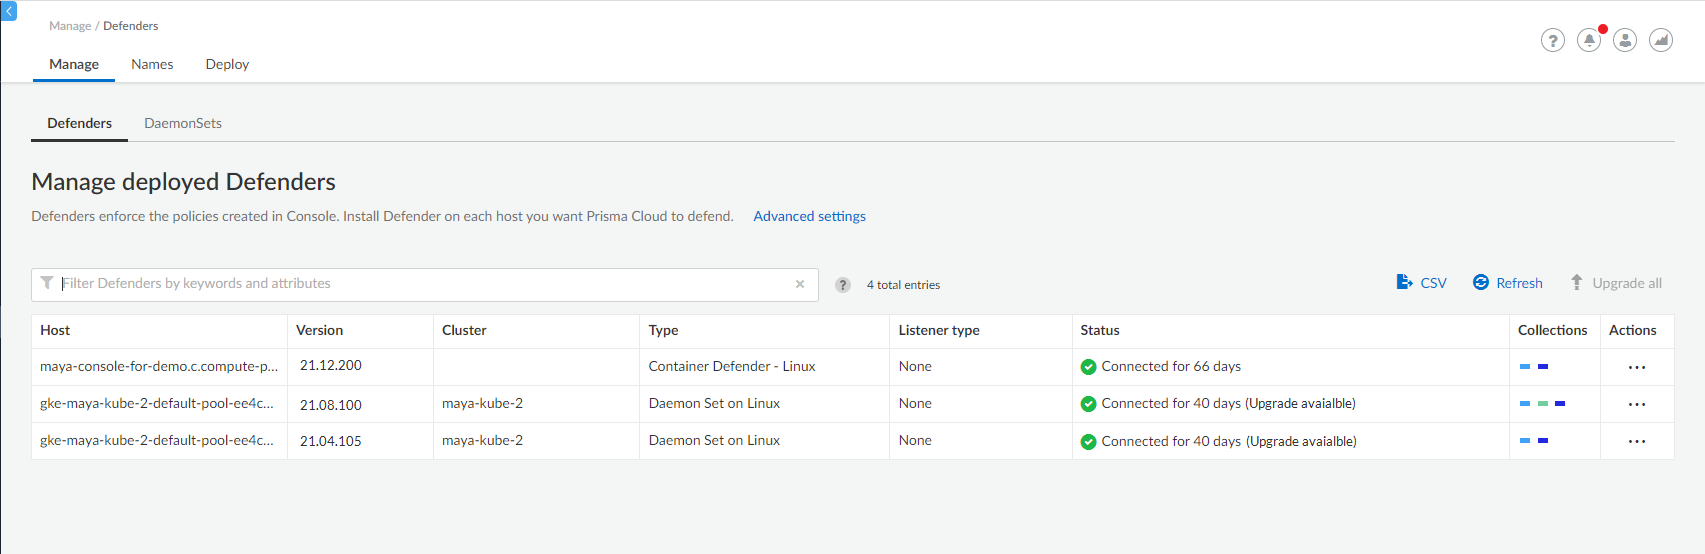 Manage / Defenders
Manage Names Deploy
Defenders DaemonSets
Manage deployed Defenders
Defenders enforce the policies created in Console. Install Defender on each host you want Prisma Cloud to defend. Advanced settings
Filter Defenders by keywords and attributes × ? 4 total entries CSV Refresh Upgrade all
Host Version Cluster Type Listener type Status Collections Actions
maya-console-for-demo.c.compute-p... 21.12.200 Container Defender - Linux None Connected for 66 days ...
gke-maya-kube-2-default-pool-ee4c... 21.08.100 maya-kube-2 Daemon Set on Linux None Connected for 40 days (Upgrade avaialble) ...
gke-maya-kube-2-default-pool-ee4c... 21.04.105 maya-kube-2 Daemon Set on Linux None Connected for 40 days (Upgrade avaialble) ...